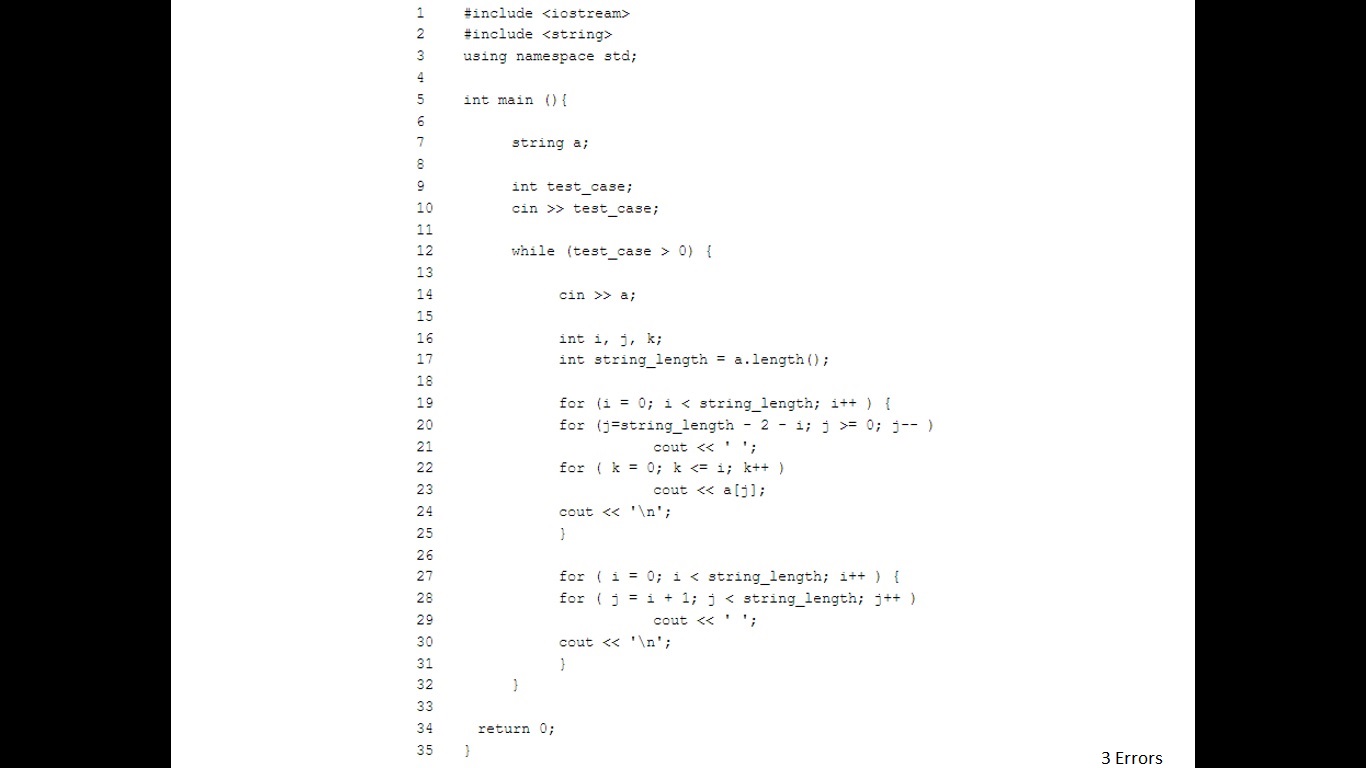 1 #include <iostream>
2 #include <string>
3 using namespace std;
4
5 int main (){
6
7 string a;
8
9 int test_case;
10 cin >> test_case;
11
12 while (test_case > 0) {
13
14 cin >> a;
15
16 int i, j, k;
17 int string_length = a.length();
18
19 for (i = 0; i < string_length; i++ ) {
20 for (j=string_length - 2 - i; j >= 0; j-- )
21 cout << ' ';
22 for ( k = 0; k <= i; k++ )
23 cout << a[j];
24 cout << '\n';
25 }
26
27 for ( i = 0; i < string_length; i++ ) {
28 for ( j = i + 1; j < string_length; j++ )
29 cout << ' ';
30 cout << '\n';
31 }
32 }
33
34 return 0;
35 }
3 Errors